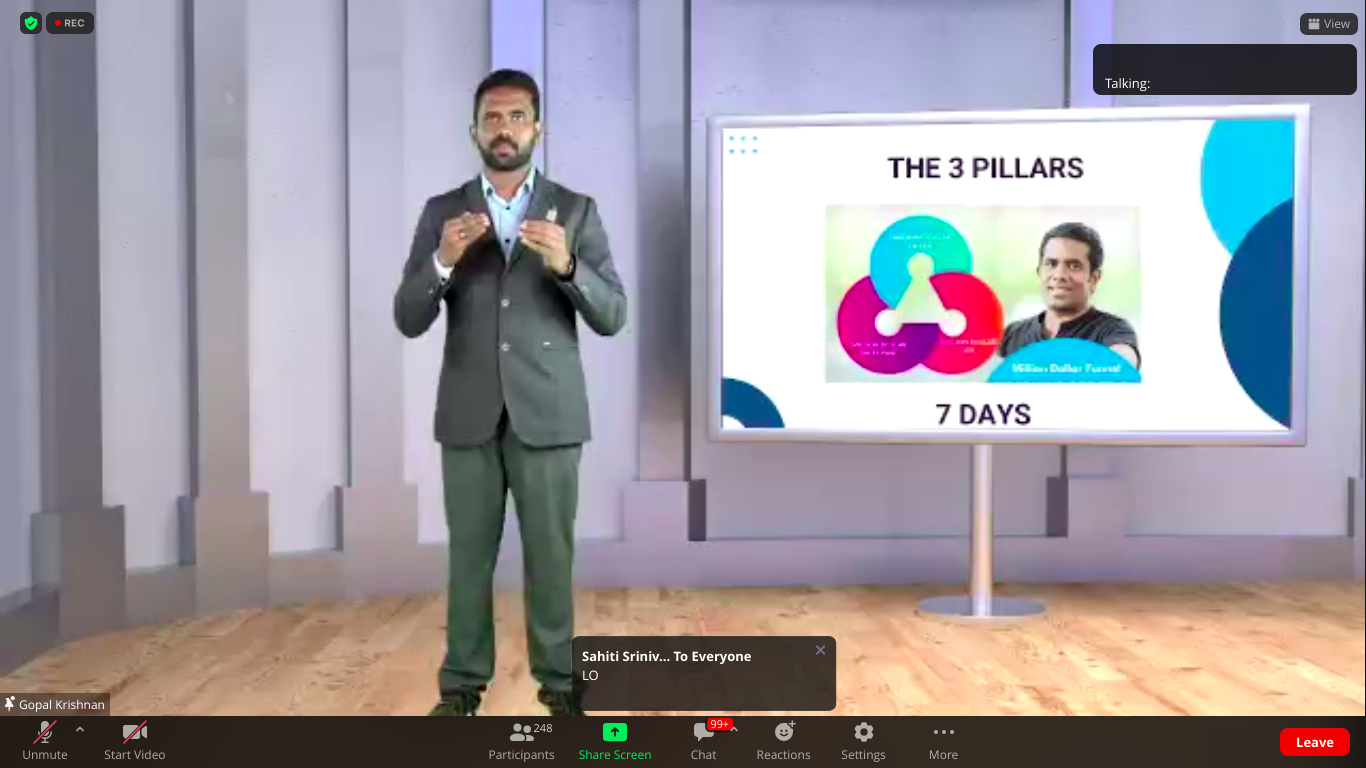 REC
View
Talking:
THE 3 PILLARS
Million Dollar Funnel
7 DAYS
Sahiti Sriniv... To Everyone
LO
Gopal Krishnan
Unmute
Start Video
248
Participants
Share Screen
99+
Chat
Reactions
Settings
More
Leave